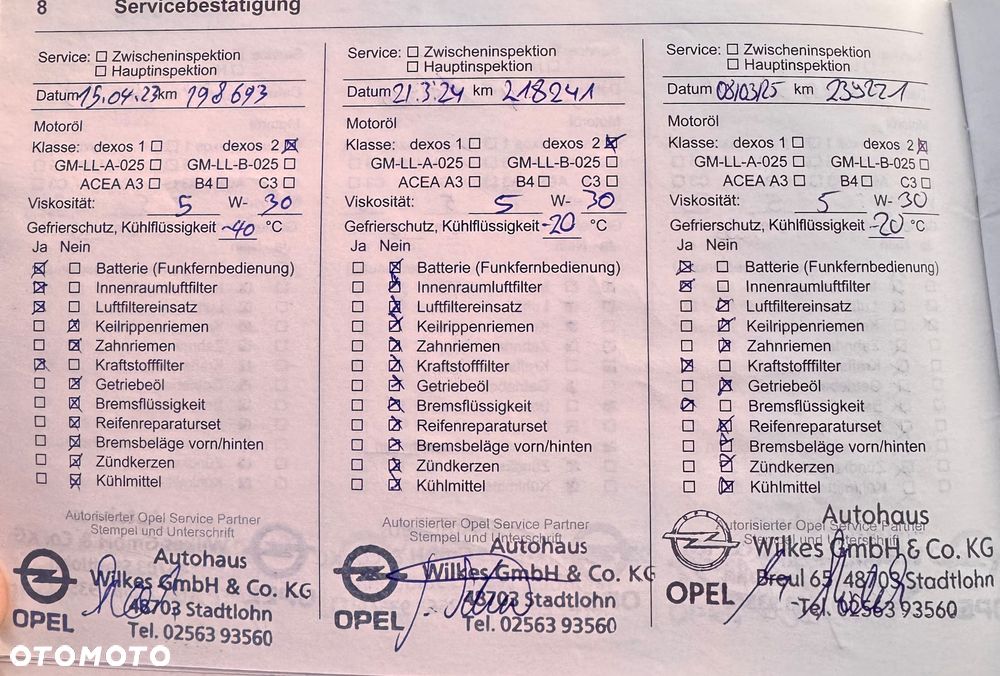 8 Servicebestätigung
Service: ☐ Zwischeninspektion
☐ Hauptinspektion
Datum 15.04.23 km 198693
Motoröl
Klasse: dexos 1 ☐ dexos 2 ☒
GM-LL-A-025 ☐ GM-LL-B-025 ☐
ACEA A3 ☐ B4 ☐ C3 ☐
Viskosität: 5 W- 30
Gefrierschutz, Kühlflüssigkeit -40 °C
Ja Nein
☒ ☐ Batterie (Funkfernbedienung)
☒ ☐ Innenraumluftfilter
☒ ☐ Luftfiltereinsatz
☐ ☒ Keilrippenriemen
☐ ☒ Zahnriemen
☒ ☐ Kraftstofffilter
☐ ☒ Getriebeöl
☐ ☒ Bremsflüssigkeit
☐ ☒ Reifenreparaturset
☐ ☒ Bremsbeläge vorn/hinten
☐ ☒ Zündkerzen
☐ ☒ Kühlmittel
Autorisierter Opel Service Partner
Stempel und Unterschrift
Autohaus
Wilkes GmbH & Co. KG
48703 Stadtlohn
OPEL
Tel. 02563 93560
Service: ☐ Zwischeninspektion
☐ Hauptinspektion
Datum 21.3.24 km 218241
Motoröl
Klasse: dexos 1 ☐ dexos 2 ☒
GM-LL-A-025 ☐ GM-LL-B-025 ☐
ACEA A3 ☐ B4 ☐ C3 ☐
Viskosität: 5 W- 30
Gefrierschutz, Kühlflüssigkeit -20 °C
Ja Nein
☐ ☒ Batterie (Funkfernbedienung)
☐ ☒ Innenraumluftfilter
☐ ☒ Luftfiltereinsatz
☐ ☒ Keilrippenriemen
☐ ☒ Zahnriemen
☐ ☒ Kraftstofffilter
☐ ☒ Getriebeöl
☐ ☒ Bremsflüssigkeit
☐ ☒ Reifenreparaturset
☐ ☒ Bremsbeläge vorn/hinten
☐ ☒ Zündkerzen
☐ ☒ Kühlmittel
Autorisierter Opel Service Partner
Stempel und Unterschrift
Autohaus
Wilkes GmbH & Co. KG
48703 Stadtlohn
OPEL
Tel. 02563 93560
Service: ☐ Zwischeninspektion
☐ Hauptinspektion
Datum 08/03/25 km 239221
Motoröl
Klasse: dexos 1 ☐ dexos 2 ☒
GM-LL-A-025 ☐ GM-LL-B-025 ☐
ACEA A3 ☐ B4 ☐ C3 ☐
Viskosität: 5 W- 30
Gefrierschutz, Kühlflüssigkeit -20 °C
Ja Nein
☒ ☐ Batterie (Funkfernbedienung)
☒ ☐ Innenraumluftfilter
☐ ☒ Luftfiltereinsatz
☐ ☒ Keilrippenriemen
☐ ☒ Zahnriemen
☒ ☐ Kraftstofffilter
☐ ☒ Getriebeöl
☒ ☐ Bremsflüssigkeit
☐ ☒ Reifenreparaturset
☐ ☒ Bremsbeläge vorn/hinten
☐ ☒ Zündkerzen
☐ ☒ Kühlmittel
Autorisierter Opel Service Partner
Stempel und Unterschrift
Autohaus
Wilkes GmbH & Co. KG
Breul 65, 48703 Stadtlohn
OPEL
Tel. 02563 93560
OTOMOTO